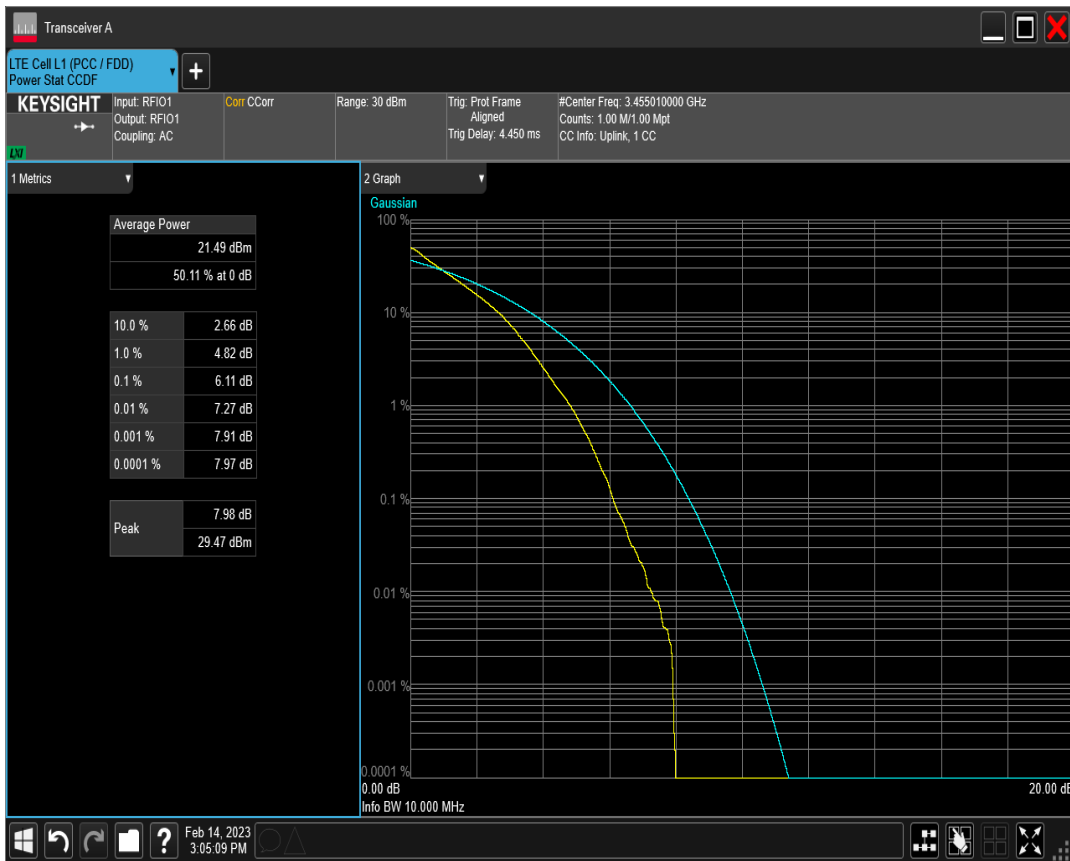 Transceiver A
LTE Cell L1 (PCC / FDD)
Power Stat CCDF
KEYSIGHT
LXI
Input: RFIO1
Output: RFIO1
Coupling: AC
Corr CCorr
Range: 30 dBm
Trig: Prot Frame
Aligned
Trig Delay: 4.450 ms
#Center Freq: 3.455010000 GHz
Counts: 1.00 M/1.00 Mpt
CC Info: Uplink, 1 CC
1 Metrics
Average Power
21.49 dBm
50.11 % at 0 dB
10.0 % 2.66 dB
1.0 % 4.82 dB
0.1 % 6.11 dB
0.01 % 7.27 dB
0.001 % 7.91 dB
0.0001 % 7.97 dB
Peak
7.98 dB
29.47 dBm
2 Graph
Gaussian
100 %
10 %
1 %
0.1 %
0.01 %
0.001 %
0.0001 %
0.00 dB
20.00 dB
Info BW 10.000 MHz
?
Feb 14, 2023
3:05:09 PM